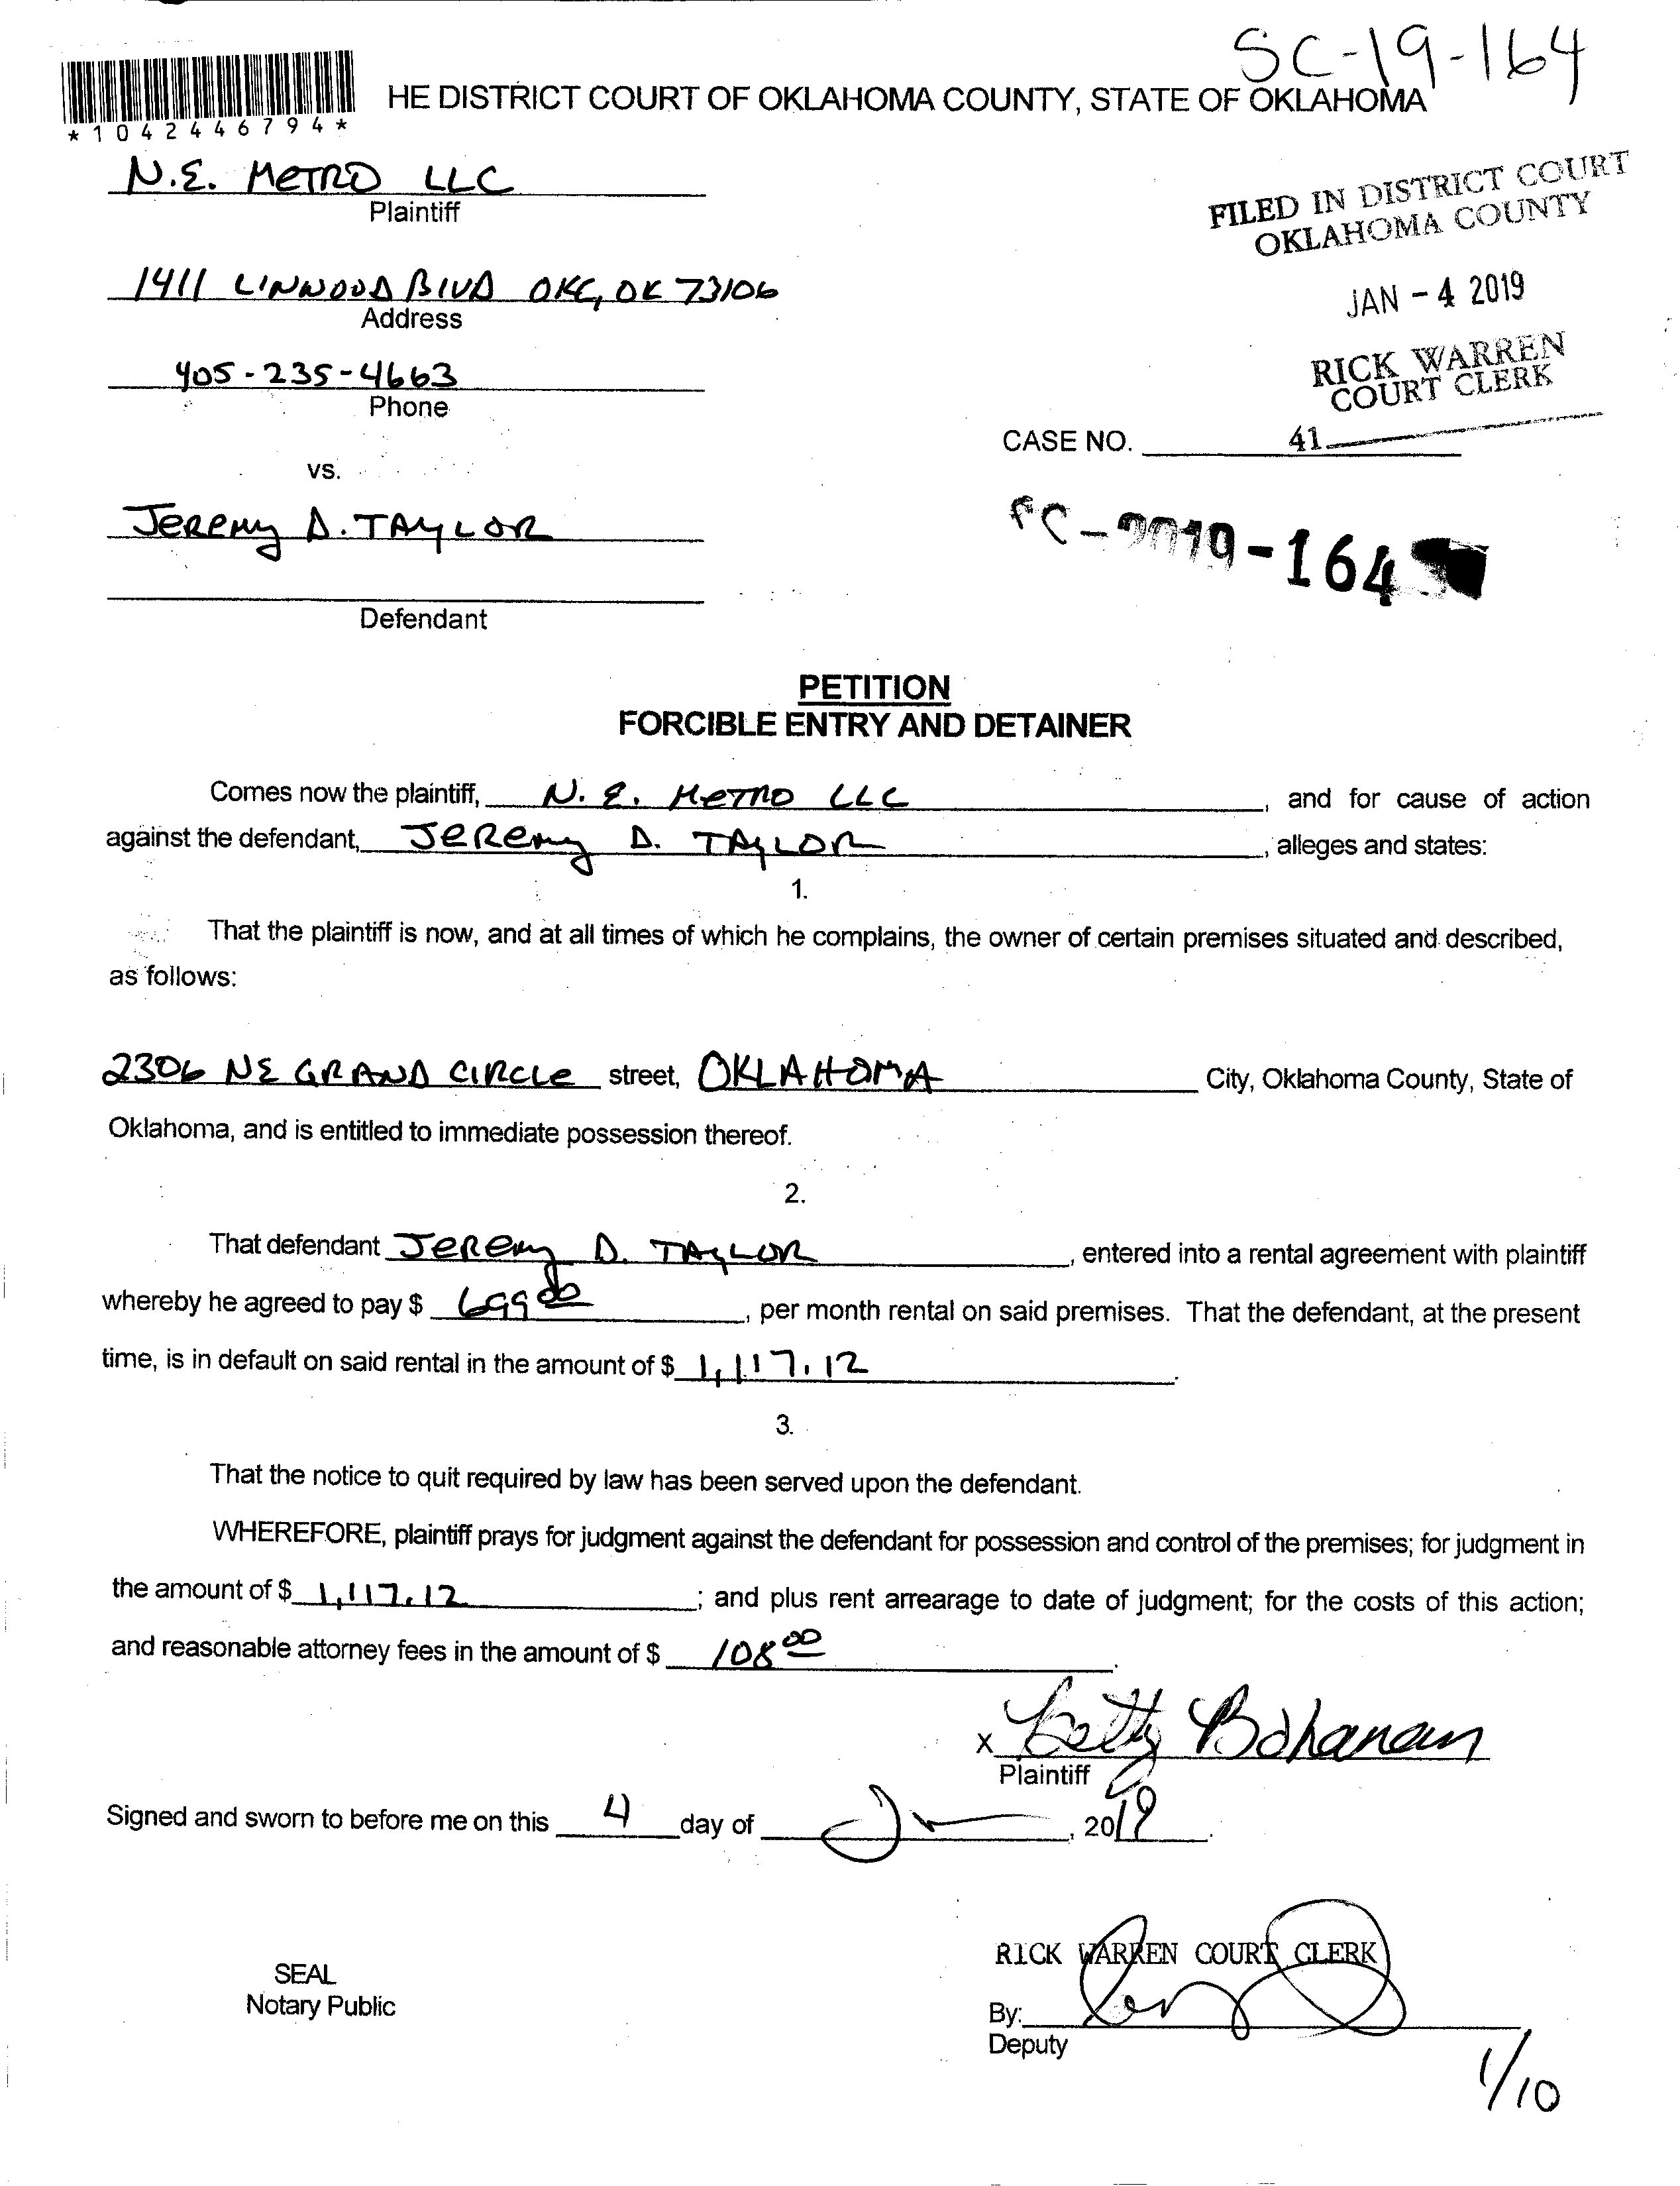 SC-19-164
*1042446794*
HE DISTRICT COURT OF OKLAHOMA COUNTY, STATE OF OKLAHOMA
N.E. METRO LLC
Plaintiff
FILED IN DISTRICT COURT
OKLAHOMA COUNTY
1411 LINWOOD BLVD OKC, OK 73106
Address
JAN - 4 2019
405-235-4663
Phone
RICK WARREN
COURT CLERK
CASE NO. 41
vs.
JEREMY D. TAYLOR
SC-2019-164
Defendant
PETITION
FORCIBLE ENTRY AND DETAINER
Comes now the plaintiff, N. E. METRO LLC, and for cause of action
against the defendant, JEREMY D. TAYLOR, alleges and states:
1.
That the plaintiff is now, and at all times of which he complains, the owner of certain premises situated and described,
as follows:
2306 NE GRAND CIRCLE street, OKLAHOMA City, Oklahoma County, State of
Oklahoma, and is entitled to immediate possession thereof.
2.
That defendant JEREMY D. TAYLOR, entered into a rental agreement with plaintiff
whereby he agreed to pay $ 699 00, per month rental on said premises. That the defendant, at the present
time, is in default on said rental in the amount of $ 1,117.12.
3.
That the notice to quit required by law has been served upon the defendant.
WHEREFORE, plaintiff prays for judgment against the defendant for possession and control of the premises; for judgment in
the amount of $ 1,117.12; and plus rent arrearage to date of judgment; for the costs of this action;
and reasonable attorney fees in the amount of $ 108 00.
x Betty Bohanan
Plaintiff
Signed and sworn to before me on this 4 day of J, 2019.
RICK WARREN COURT CLERK
SEAL
Notary Public
By:
Deputy
1/10